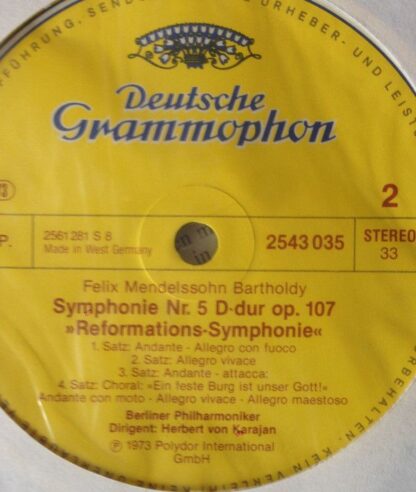 FÜHRUNG, SEND
URHEBER- UND LEIST
Deutsche
Grammophon
2
P.
2561 281 S 8
Made in West Germany
2543 035
STEREO
33
Felix Mendelssohn Bartholdy
Symphonie Nr. 5 D-dur op. 107
»Reformations-Symphonie«
1. Satz: Andante - Allegro con fuoco
2. Satz: Allegro vivace
3. Satz: Andante - attacca:
4. Satz: Choral: »Ein feste Burg ist unser Gott!«
Andante con moto - Allegro vivace - Allegro maestoso
Berliner Philharmoniker
Dirigent: Herbert von Karajan
℗ 1973 Polydor International
GmbH
RBEHALTEN· KEIN VERLEIH